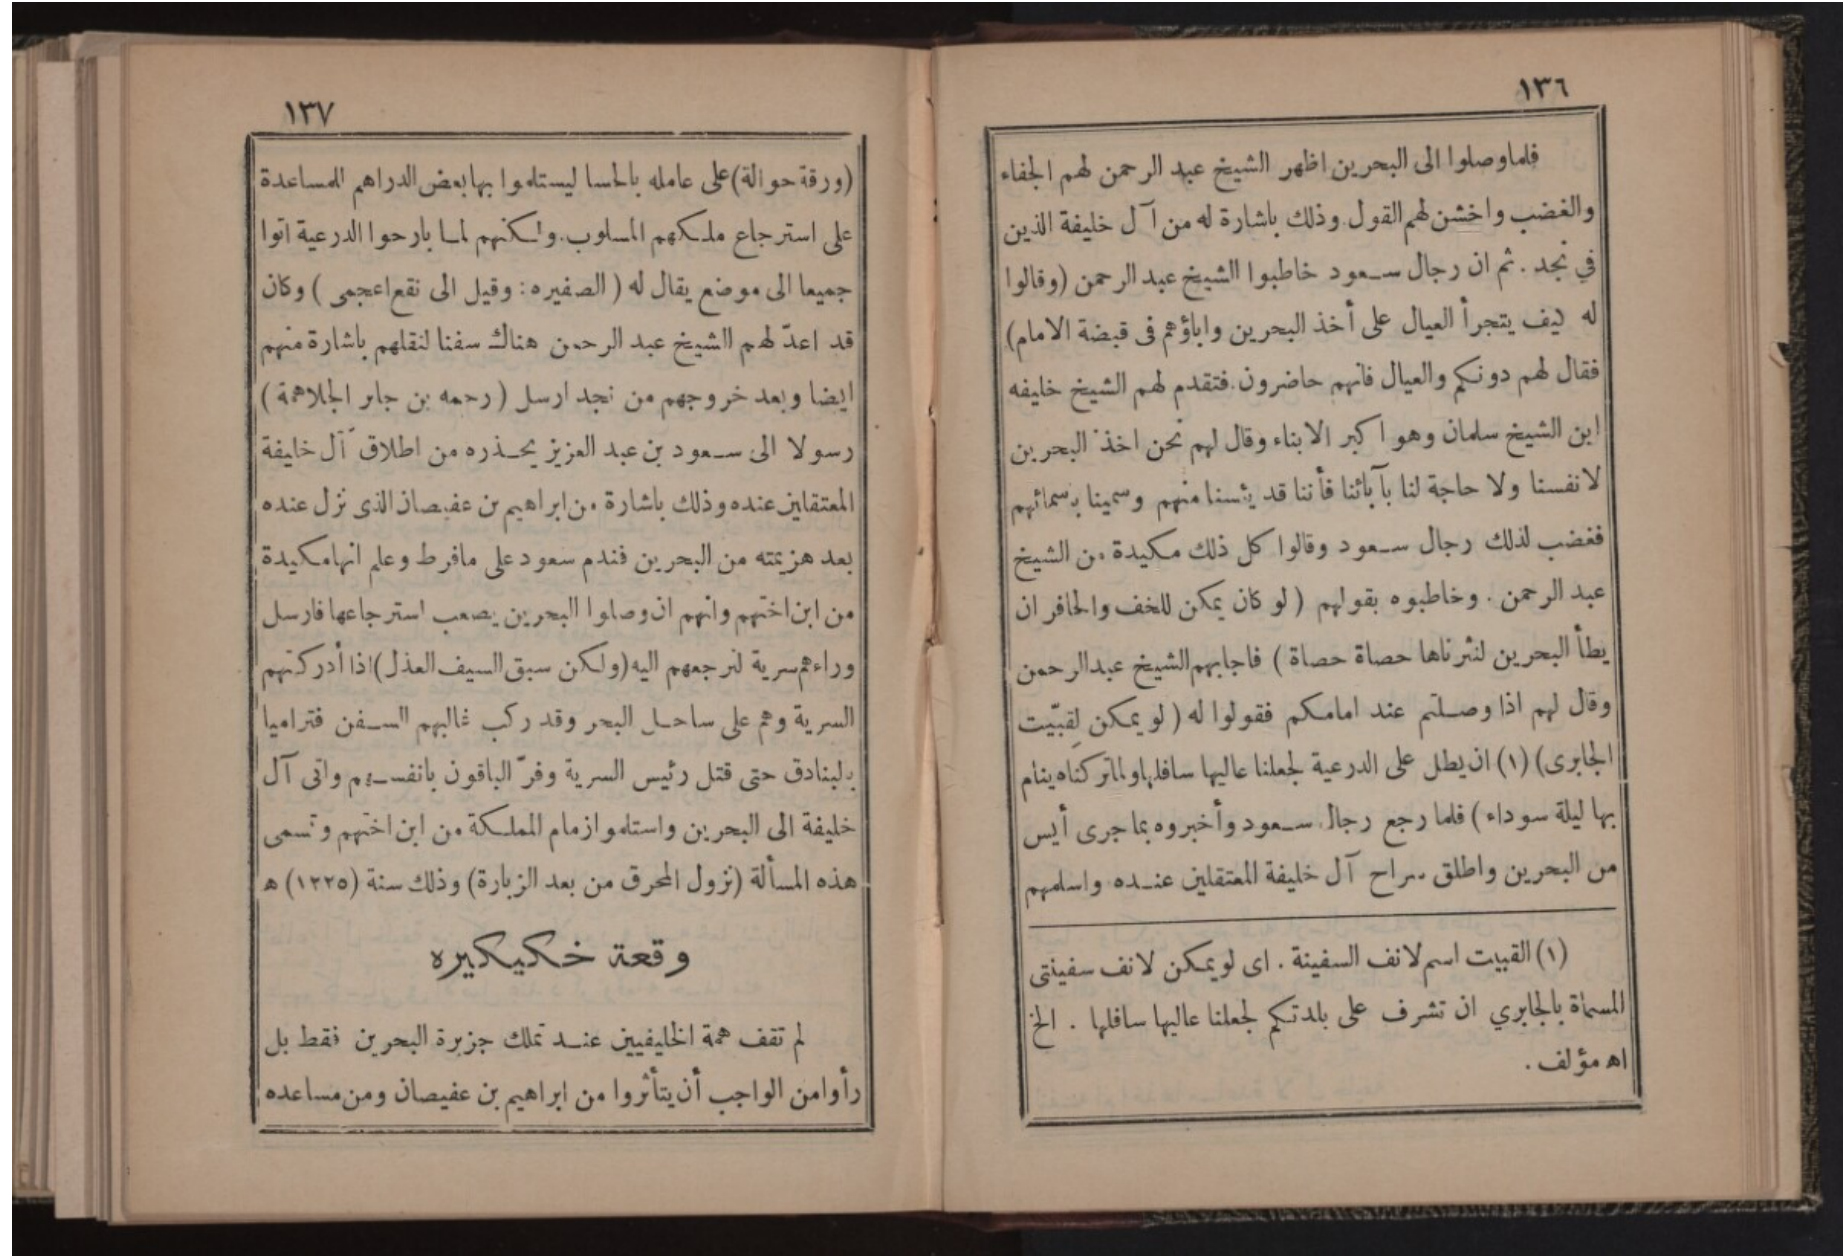 ١٣٦
فلما وصلوا الى البحرين اظهر الشيخ عبد الرحمن لهم الجفاء
والغضب واخشن لهم القول. وذلك باشارة له من آل خليفة الذين
في نجد. ثم ان رجال سعود خاطبوا الشيخ عبد الرحمن (وقالوا
له كيف يتجرأ العيال على أخذ البحرين واباؤهم فى قبضة الامام)
فقال لهم دونكم والعيال فانهم حاضرون. فتقدم لهم الشيخ خليفه
ابن الشيخ سلمان وهو اكبر الابناء وقال لهم نحن اخذنا البحرين
لانفسنا ولا حاجة لنا بآبائنا فأننا قد يئسنا منهم وسمينا باسمائهم
فغضب لذلك رجال سعود وقالوا كل ذلك مكيدة من الشيخ
عبد الرحمن. وخاطبوه بقولهم (لو كان يمكن للخف والحافر ان
يطأ البحرين لنثرناها حصاة حصاة) فاجابهم الشيخ عبد الرحمن
وقال لهم اذا وصلتم عند امامكم فقولوا له (لو يمكن لِقبّيت
الجابرى) (١) ان يطل على الدرعية لجعلنا عاليها سافلها ولما تركناه ينام
بها ليلة سوداء) فلما رجع رجال سعود وأخبروه بما جرى أيس
من البحرين واطلق سراح آل خليفة المعتقلين عنده واسلمهم
(١) القبيت اسم لانف السفينة. اى لو يمكن لانف سفينتى
المسماة بالجابري ان تشرف على بلدتكم لجعلنا عاليها سافلها. الخ
اه مؤلف.
١٣٧
(ورقة حوالة) على عامله بالحسا ليستلموا بها بعض الدراهم المساعدة
على استرجاع ملكهم المسلوب. ولكنهم لما بارحوا الدرعية اتوا
جميعا الى موضع يقال له (الصفيره: وقيل الى نقع اعجمى) وكان
قد اعدّ لهم الشيخ عبد الرحمن هناك سفنا لنقلهم باشارة منهم
ايضا وبعد خروجهم من نجد ارسل (رحمه بن جابر الجلاهمة)
رسولا الى سعود بن عبد العزيز يحذره من اطلاق آل خليفة
المعتقلين عنده وذلك باشارة من ابراهيم بن عفيصان الذى نزل عنده
بعد هزيمته من البحرين فندم سعود على ما فرط وعلم انها مكيدة
من ابن اختهم وانهم ان وصلوا البحرين يصعب استرجاعها فارسل
وراءهم سرية لترجعهم اليه (ولكن سبق السيف العذل) اذا أدركتهم
السرية وهم على ساحل البحر وقد ركب غالبهم السفن فتراميا
بالبنادق حتى قتل رئيس السرية وفرّ الباقون بانفسهم واتى آل
خليفة الى البحرين واستلموا زمام المملكة من ابن اختهم وتسمى
هذه المسألة (نزول المحرق من بعد الزبارة) وذلك سنة (١٢٢٥) ه
وقعة خكيكيره
لم تقف همة الخليفيين عند تملك جزيرة البحرين فقط بل
رأوا من الواجب أن يتأثروا من ابراهيم بن عفيصان ومن مساعده